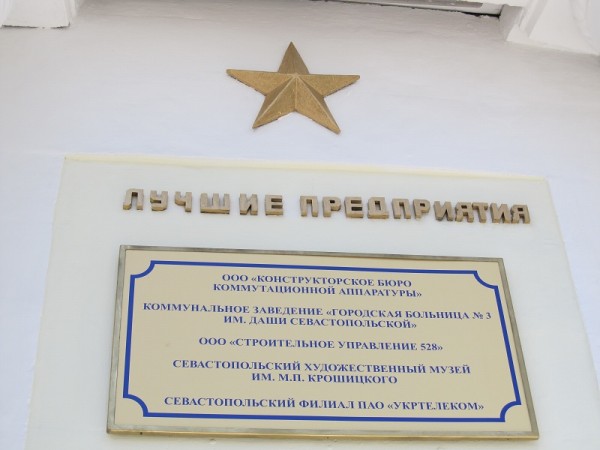 ЛУЧШИЕ ПРЕДПРИЯТИЯ
ООО «КОНСТРУКТОРСКОЕ БЮРО
КОММУТАЦИОННОЙ АППАРАТУРЫ»
КОММУНАЛЬНОЕ ЗАВЕДЕНИЕ «ГОРОДСКАЯ БОЛЬНИЦА № 3
ИМ. ДАШИ СЕВАСТОПОЛЬСКОЙ»
ООО «СТРОИТЕЛЬНОЕ УПРАВЛЕНИЕ 528»
СЕВАСТОПОЛЬСКИЙ ХУДОЖЕСТВЕННЫЙ МУЗЕЙ
ИМ. М.П. КРОШИЦКОГО
СЕВАСТОПОЛЬСКИЙ ФИЛИАЛ ПАО «УКРТЕЛЕКОМ»